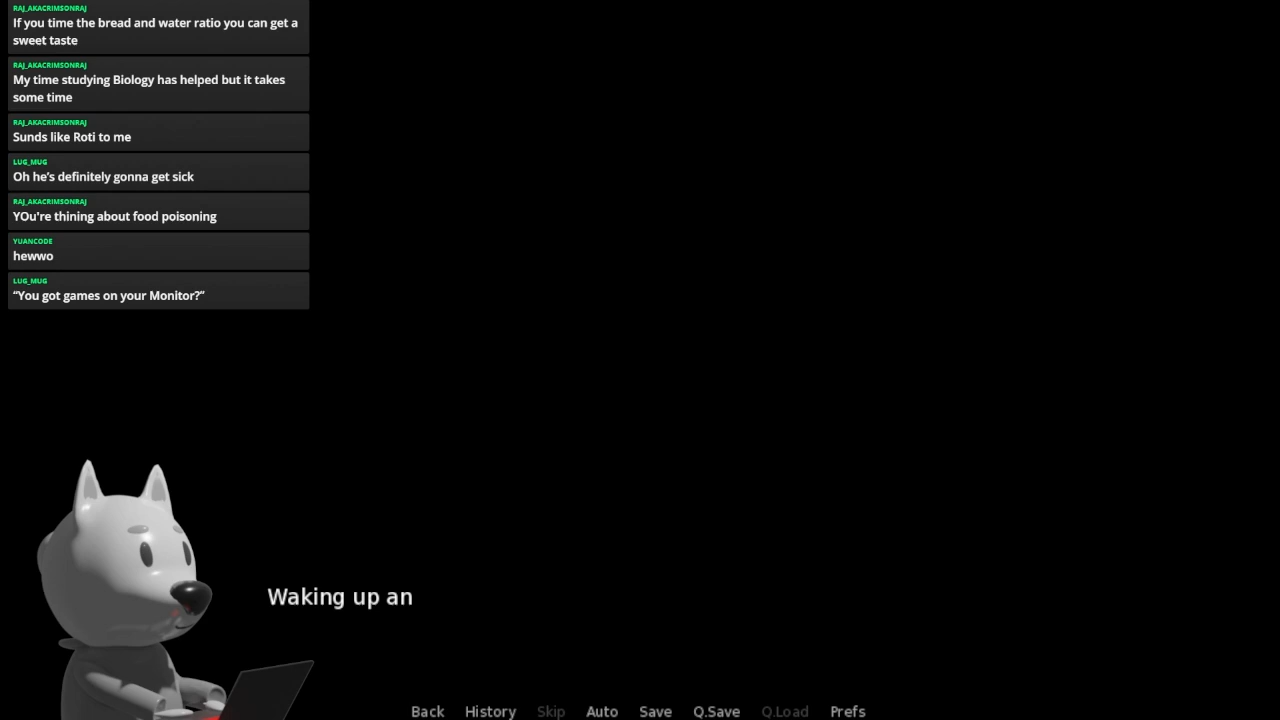 RAJ_AKACRIMSONRAJ
If you time the bread and water ratio you can get a
sweet taste
RAJ_AKACRIMSONRAJ
My time studying Biology has helped but it takes
some time
RAJ_AKACRIMSONRAJ
Sunds like Roti to me
LUG_MUG
Oh he's definitely gonna get sick
RAJ_AKACRIMSONRAJ
YOu're thining about food poisoning
YUANCODE
hewwo
LUG_MUG
“You got games on your Monitor?”
Waking up an
Back History Skip Auto Save Q.Save Q.Load Prefs